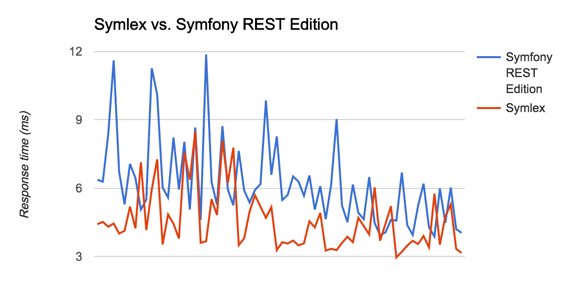 Symlex vs. Symfony REST Edition
Response time (ms)
12
9
6
3
Symfony
REST
Edition
Symlex